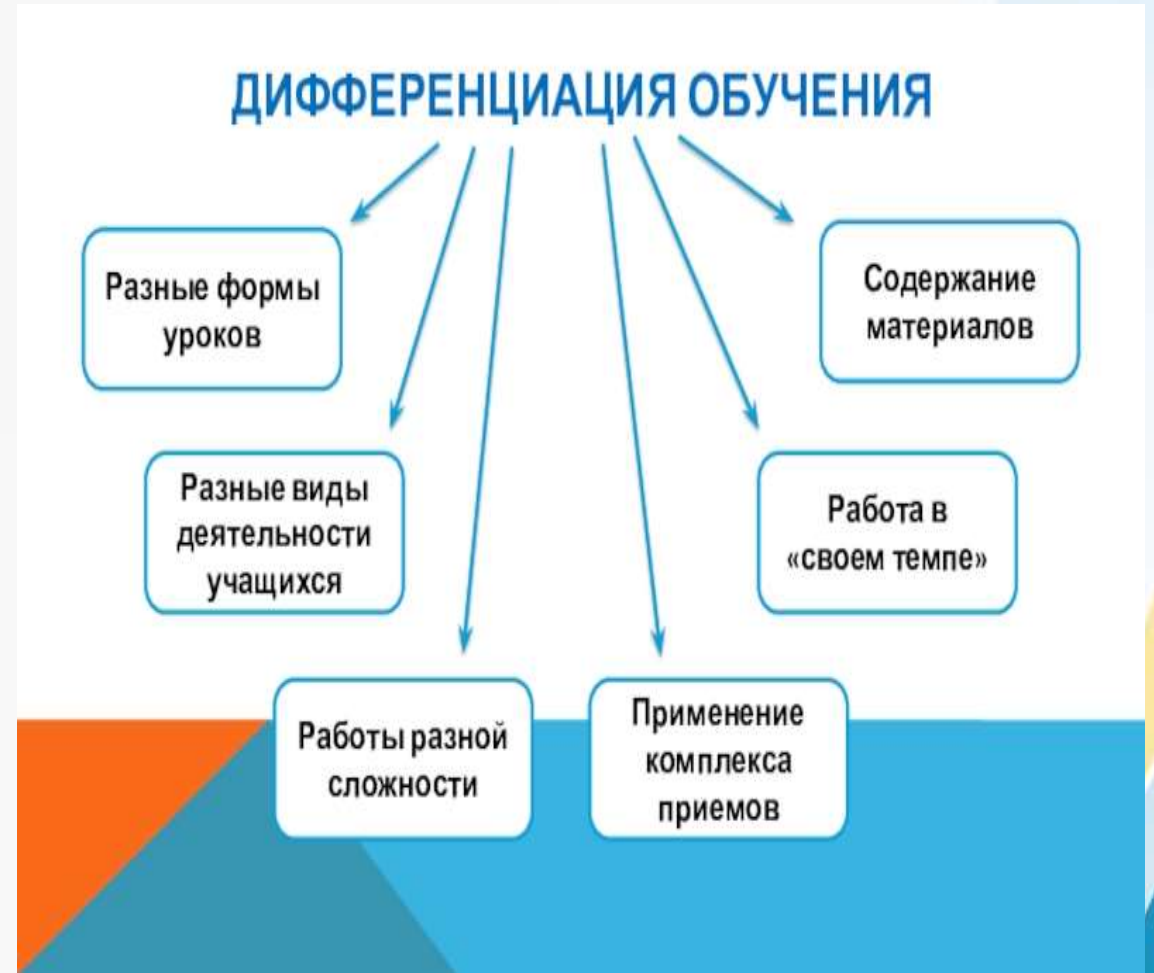 ДИФФЕРЕНЦИАЦИЯ ОБУЧЕНИЯ
Разные формы
уроков
Содержание
материалов
Разные виды
деятельности
учащихся
Работа в
«своем темпе»
Работы разной
сложности
Применение
комплекса
приемов